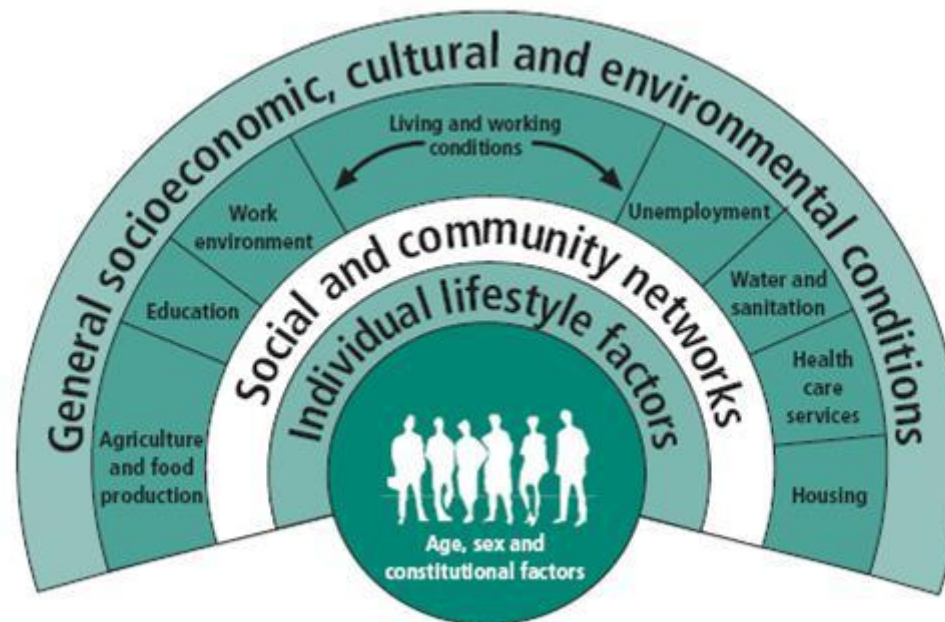 General socioeconomic, cultural and environmental conditions
Living and working
conditions
Work
environment
Unemployment
Education
Water and
sanitation
Agriculture
and food
production
Health
care
services
Housing
Social and community networks
Individual lifestyle factors
Age, sex and
constitutional factors